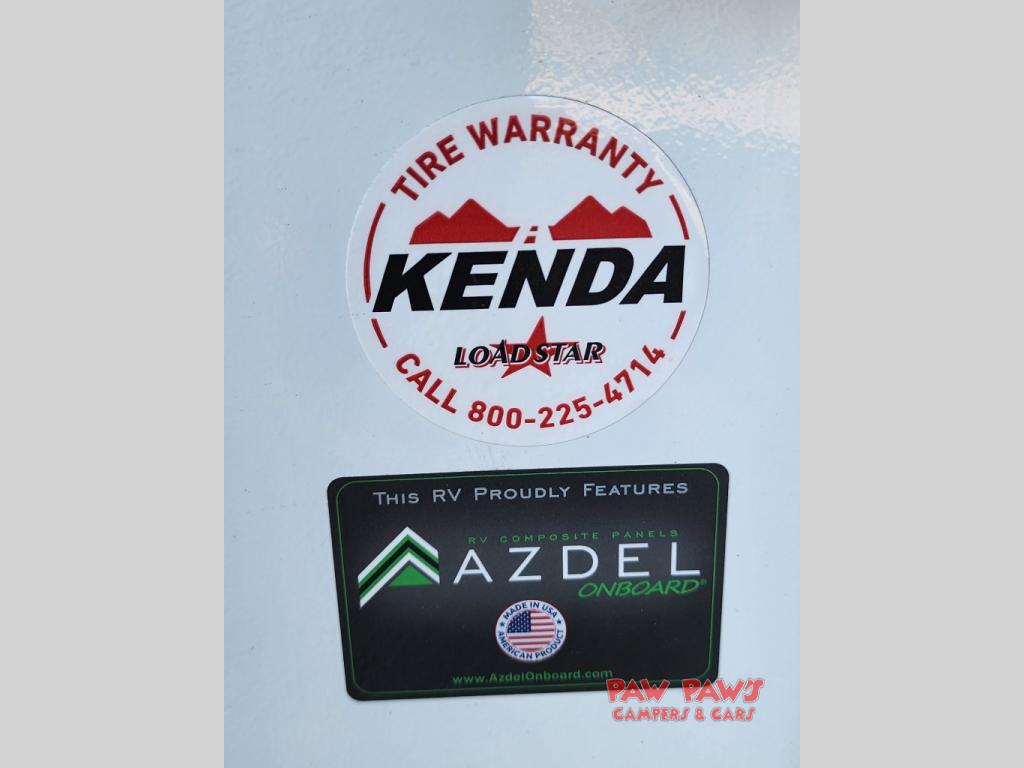 TIRE WARRANTY
KENDA
LOADSTAR
CALL 800-225-4714
THIS RV PROUDLY FEATURES
RV COMPOSITE PANELS
AZDEL
ONBOARD®
MADE IN USA
AMERICAN PRODUCT
www.AzdelOnboard.com
PAW PAW'S
CAMPERS & CARS